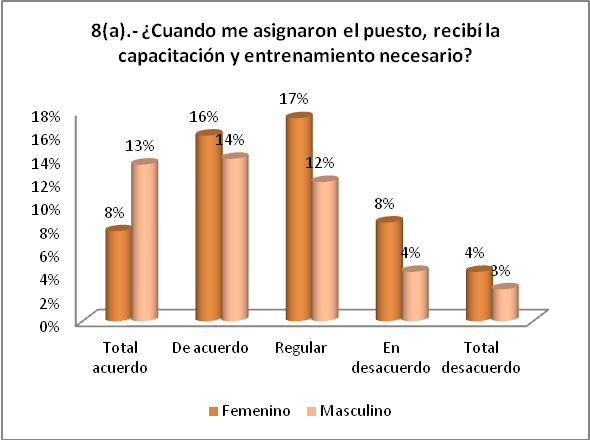 8(a).- ¿Cuando me asignaron el puesto, recibí la
capacitación y entrenamiento necesario?
18%
16%
14%
12%
10%
8%
6%
4%
2%
0%
8%
13%
16%
14%
17%
12%
8%
4%
4%
3%
Total
acuerdo
De acuerdo
Regular
En
desacuerdo
Total
desacuerdo
Femenino
Masculino